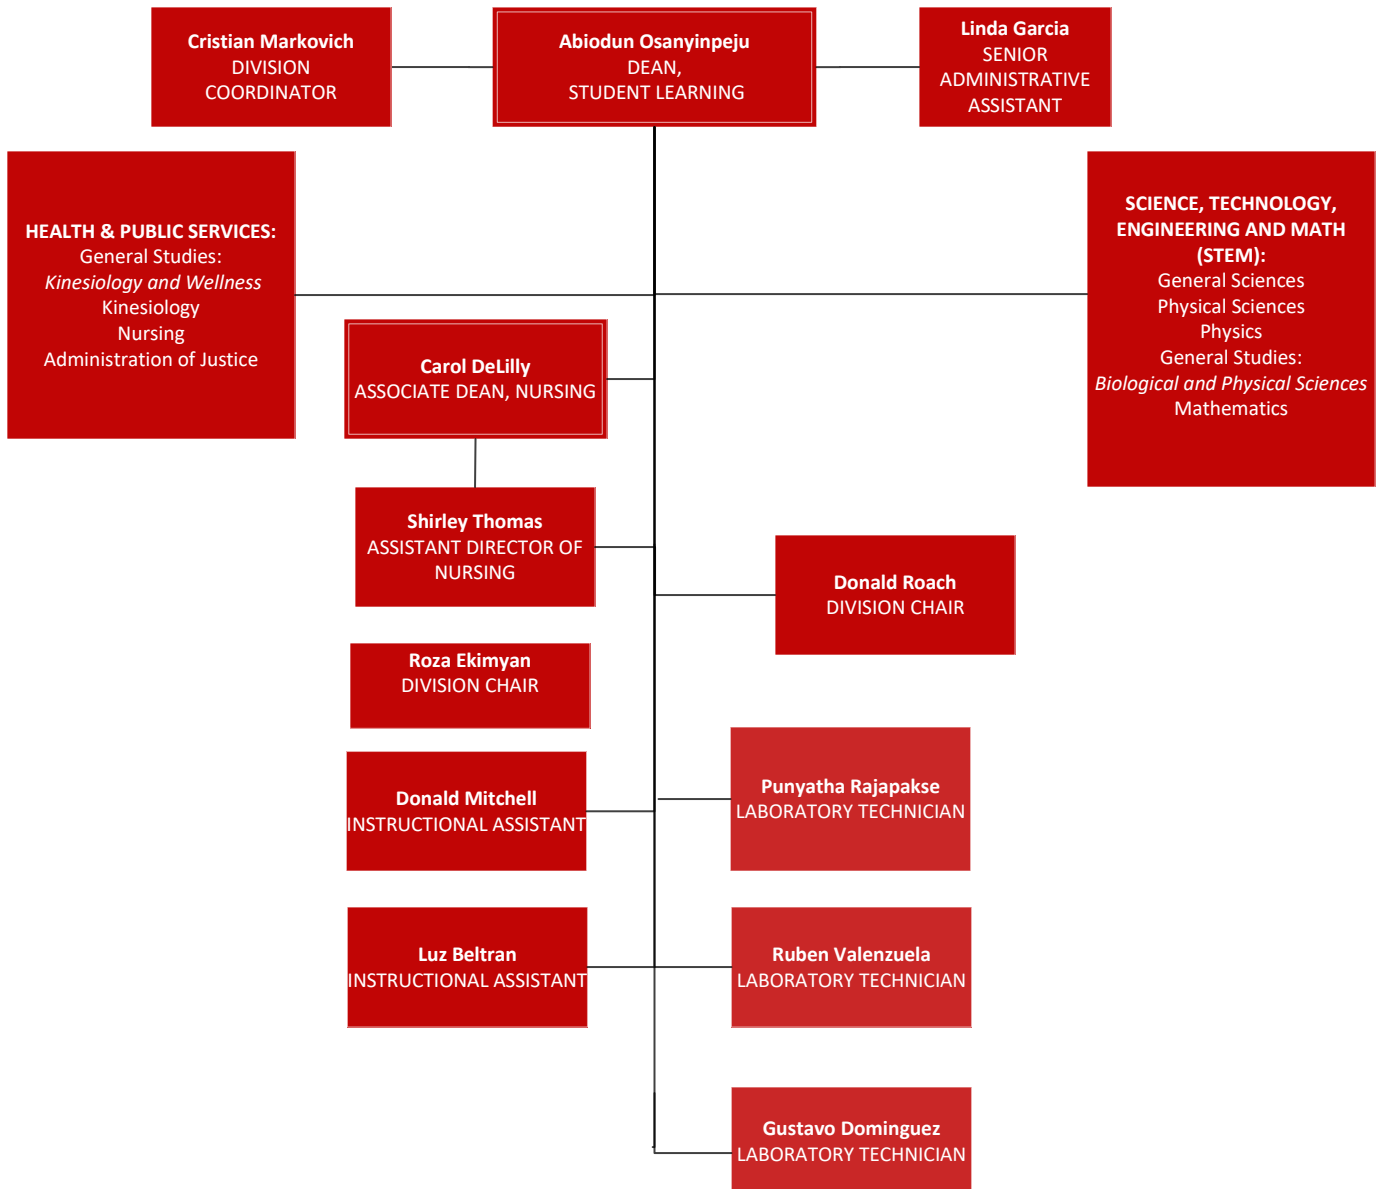 Cristian Markovich
DIVISION
COORDINATOR
Abiodun Osanyinpeju
DEAN,
STUDENT LEARNING
Linda Garcia
SENIOR
ADMINISTRATIVE
ASSISTANT
HEALTH & PUBLIC SERVICES:
General Studies:
Kinesiology and Wellness
Kinesiology
Nursing
Administration of Justice
SCIENCE, TECHNOLOGY,
ENGINEERING AND MATH
(STEM):
General Sciences
Physical Sciences
Physics
General Studies:
Biological and Physical Sciences
Mathematics
Carol DeLilly
ASSOCIATE DEAN, NURSING
Shirley Thomas
ASSISTANT DIRECTOR OF
NURSING
Donald Roach
DIVISION CHAIR
Roza Ekimyan
DIVISION CHAIR
Donald Mitchell
INSTRUCTIONAL ASSISTANT
Punyatha Rajapakse
LABORATORY TECHNICIAN
Luz Beltran
INSTRUCTIONAL ASSISTANT
Ruben Valenzuela
LABORATORY TECHNICIAN
Gustavo Dominguez
LABORATORY TECHNICIAN